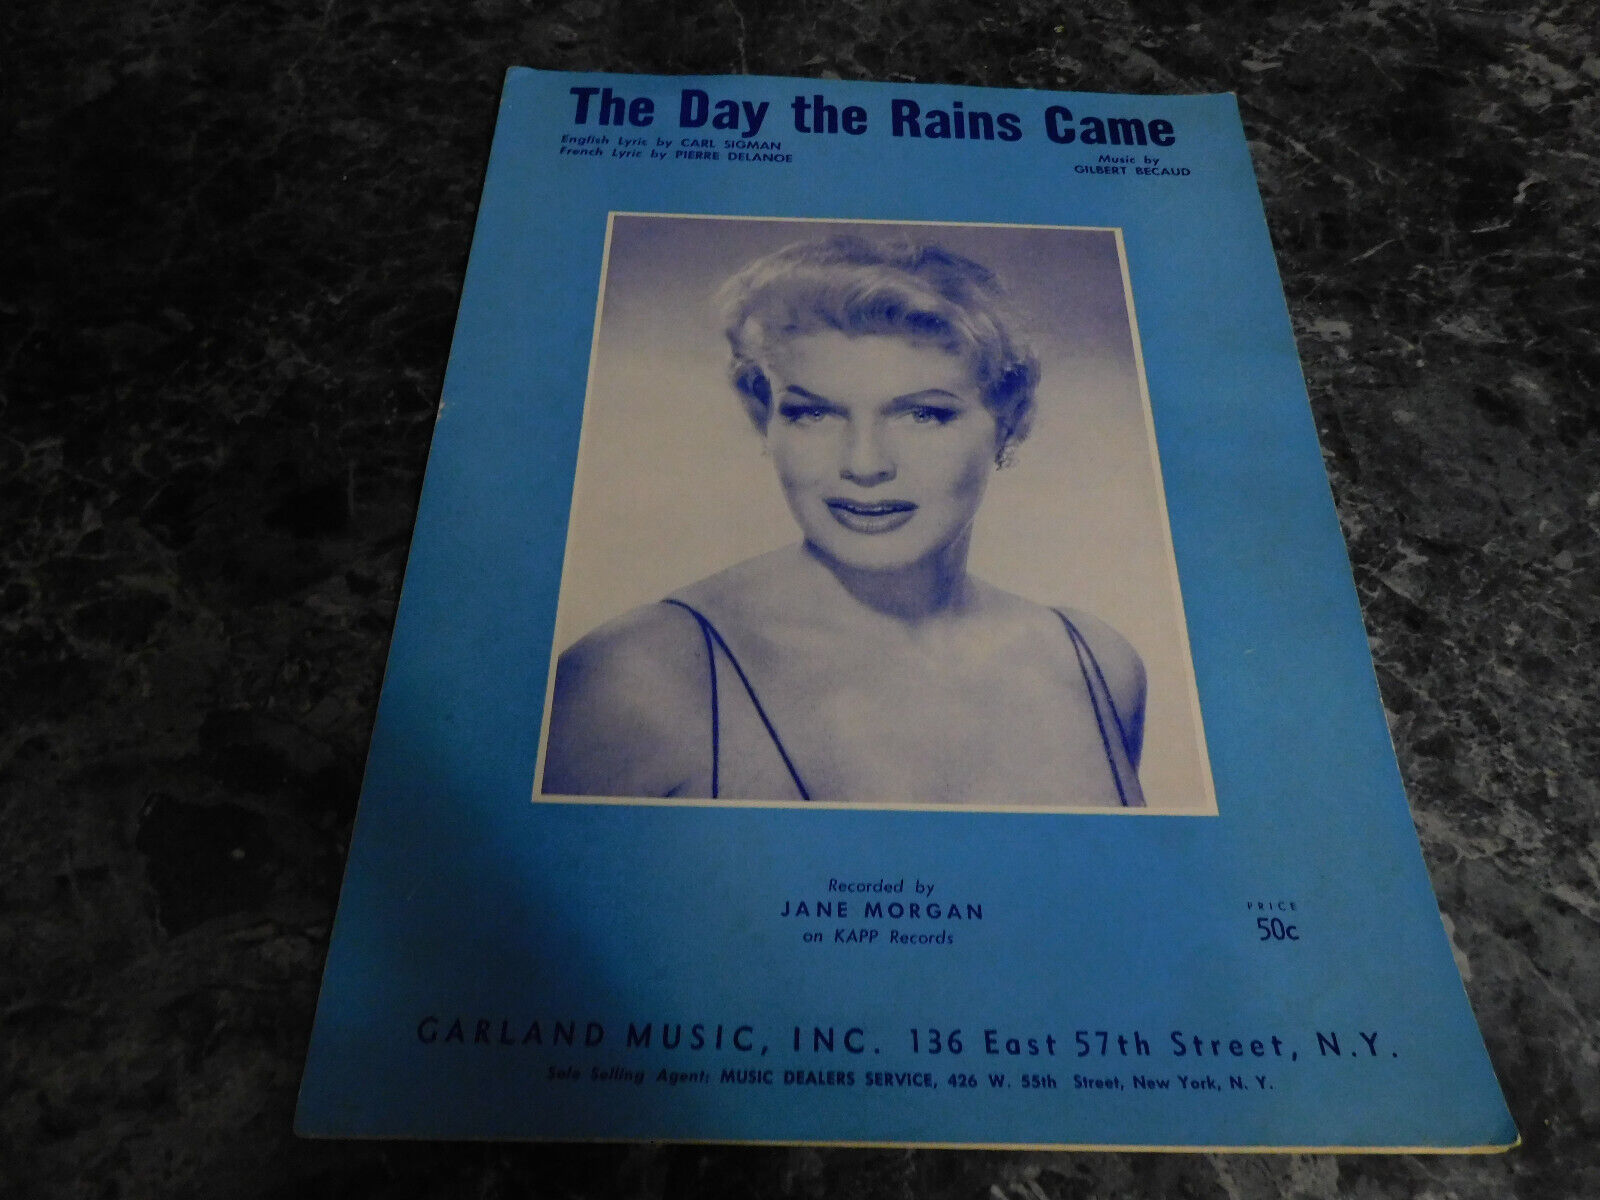 The Day the Rains Came
English Lyric by CARL SIGMAN
French Lyric by PIERRE DELANOE
Music by
GILBERT BECAUD
Recorded by
JANE MORGAN
on KAPP Records
PRICE
50c
GARLAND MUSIC, INC. 136 East 57th Street, N.Y.
Sole Selling Agent: MUSIC DEALERS SERVICE, 426 W. 55th Street, New York, N. Y.